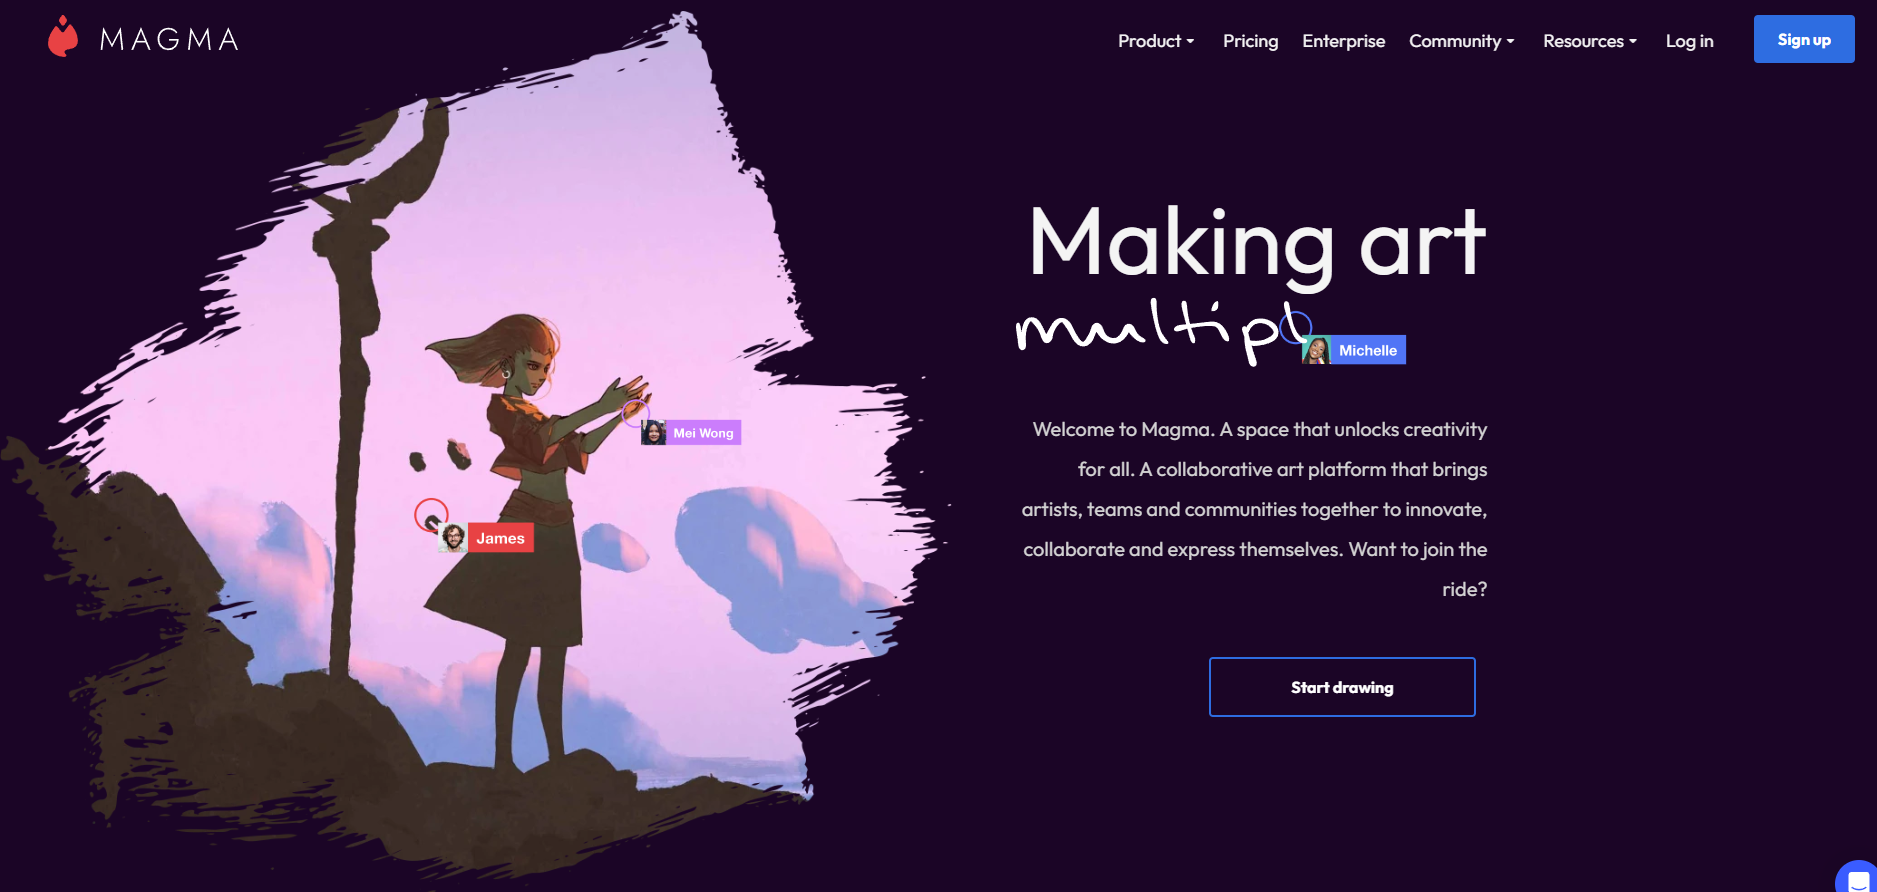 MAGMA
Product Pricing Enterprise Community Resources Log in Sign up
Making art
multipl
Michelle
Mei Wong
James
Welcome to Magma. A space that unlocks creativity
for all. A collaborative art platform that brings
artists, teams and communities together to innovate,
collaborate and express themselves. Want to join the
ride?
Start drawing